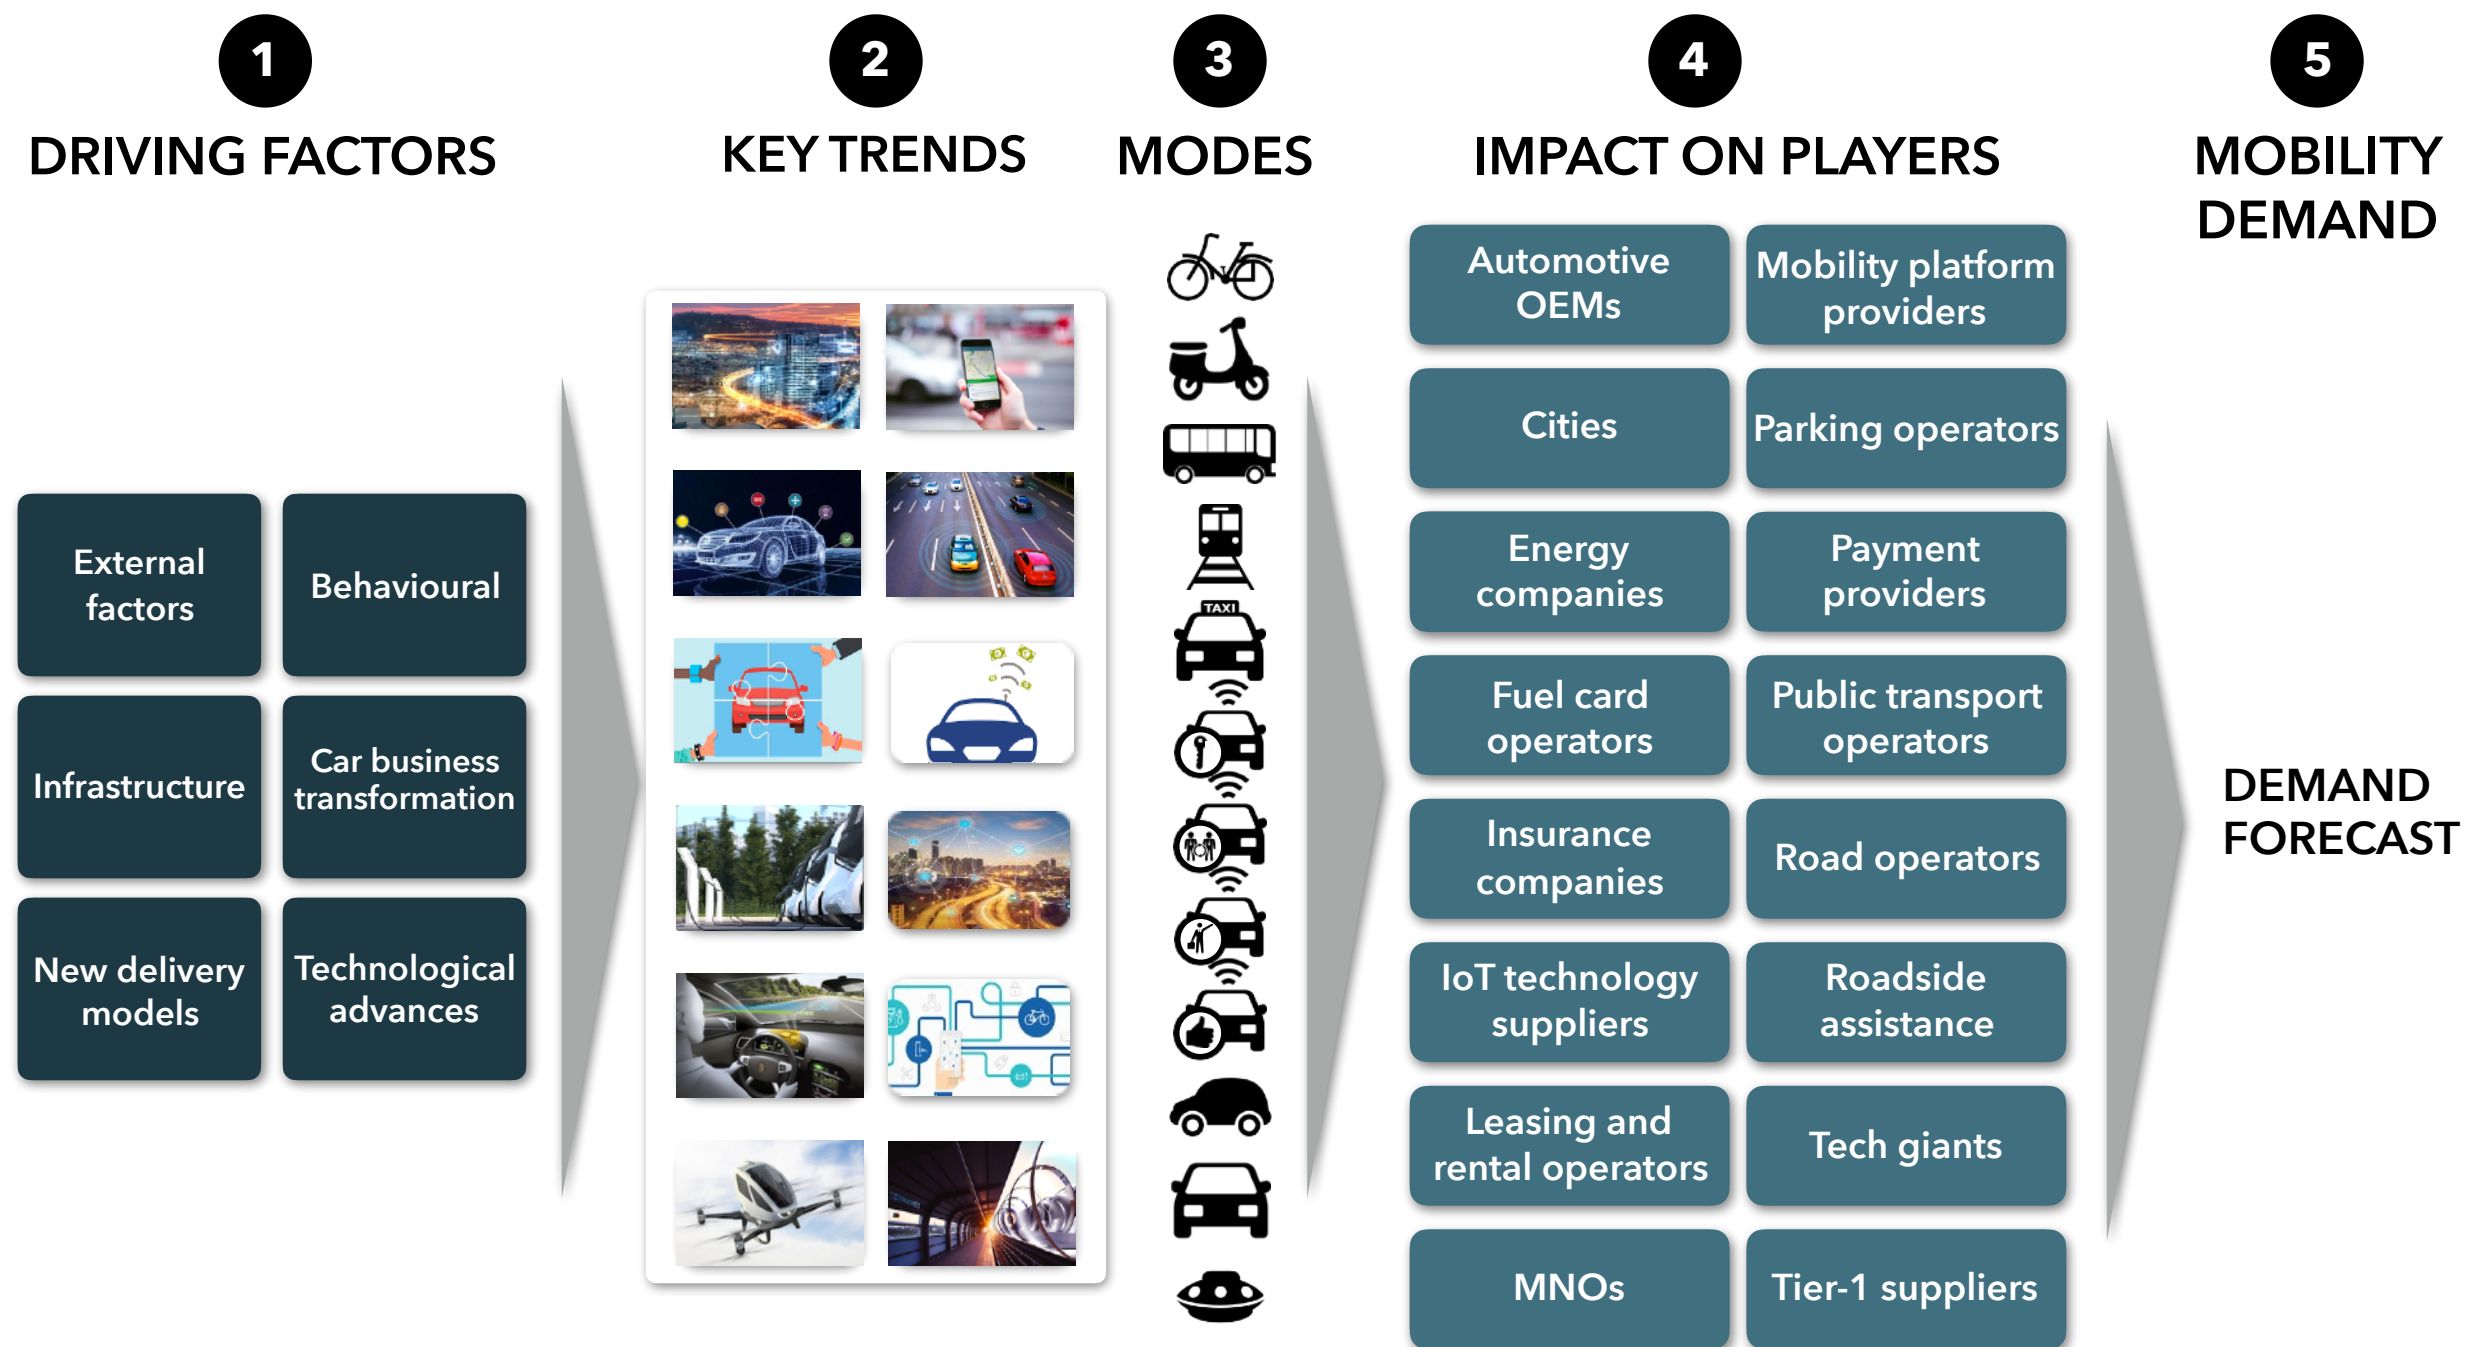 1
DRIVING FACTORS
External
factors
Behavioural
Infrastructure
Car business
transformation
New delivery
models
Technological
advances
2
KEY TRENDS
3
MODES
TAXI
4
IMPACT ON PLAYERS
Automotive
OEMs
Mobility platform
providers
Cities
Parking operators
Energy
companies
Payment
providers
Fuel card
operators
Public transport
operators
Insurance
companies
Road operators
IoT technology
suppliers
Roadside
assistance
Leasing and
rental operators
Tech giants
MNOs
Tier-1 suppliers
5
MOBILITY
DEMAND
DEMAND
FORECAST